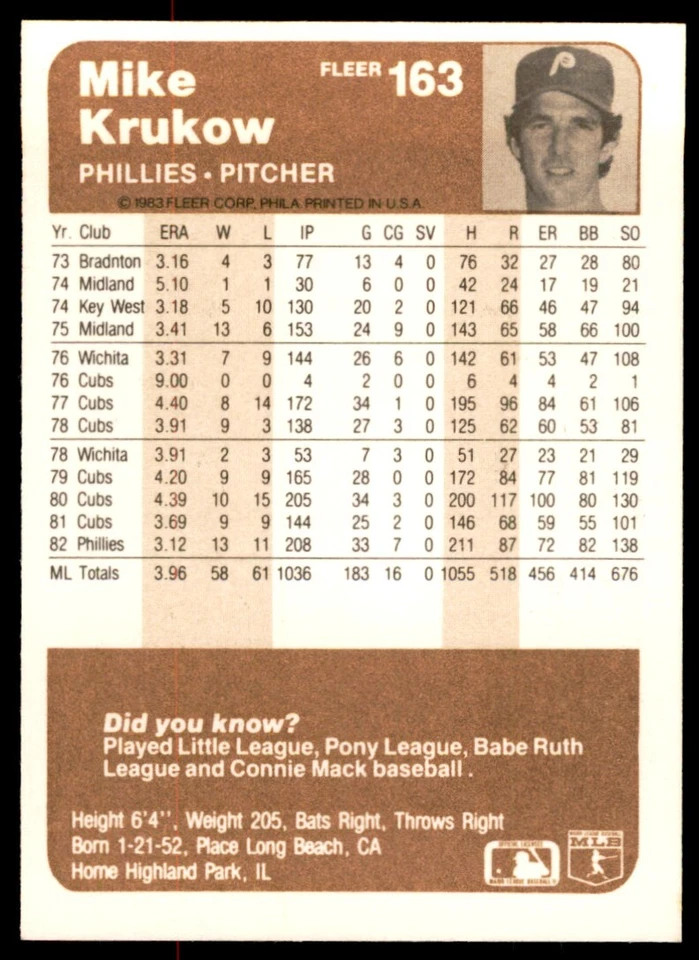 Mike
Krukow
FLEER 163
PHILLIES • PITCHER
© 1983 FLEER CORP, PHILA. PRINTED IN U.S.A.
P
Yr. Club ERA W L IP G CG SV H R ER BB SO
73 Bradnton 3.16 4 3 77 13 4 0 76 32 27 28 80
74 Midland 5.10 1 1 30 6 0 0 42 24 17 19 21
74 Key West 3.18 5 10 130 20 2 0 121 66 46 47 94
75 Midland 3.41 13 6 153 24 9 0 143 65 58 66 100
76 Wichita 3.31 7 9 144 26 6 0 142 61 53 47 108
76 Cubs 9.00 0 0 4 2 0 0 6 4 4 2 1
77 Cubs 4.40 8 14 172 34 1 0 195 96 84 61 106
78 Cubs 3.91 9 3 138 27 3 0 125 62 60 53 81
78 Wichita 3.91 2 3 53 7 3 0 51 27 23 21 29
79 Cubs 4.20 9 9 165 28 0 0 172 84 77 81 119
80 Cubs 4.39 10 15 205 34 3 0 200 117 100 80 130
81 Cubs 3.69 9 9 144 25 2 0 146 68 59 55 101
82 Phillies 3.12 13 11 208 33 7 0 211 87 72 82 138
ML Totals 3.96 58 61 1036 183 16 0 1055 518 456 414 676
Did you know?
Played Little League, Pony League, Babe Ruth
League and Connie Mack baseball.
Height 6'4'', Weight 205, Bats Right, Throws Right
Born 1-21-52, Place Long Beach, CA
Home Highland Park, IL
MLB